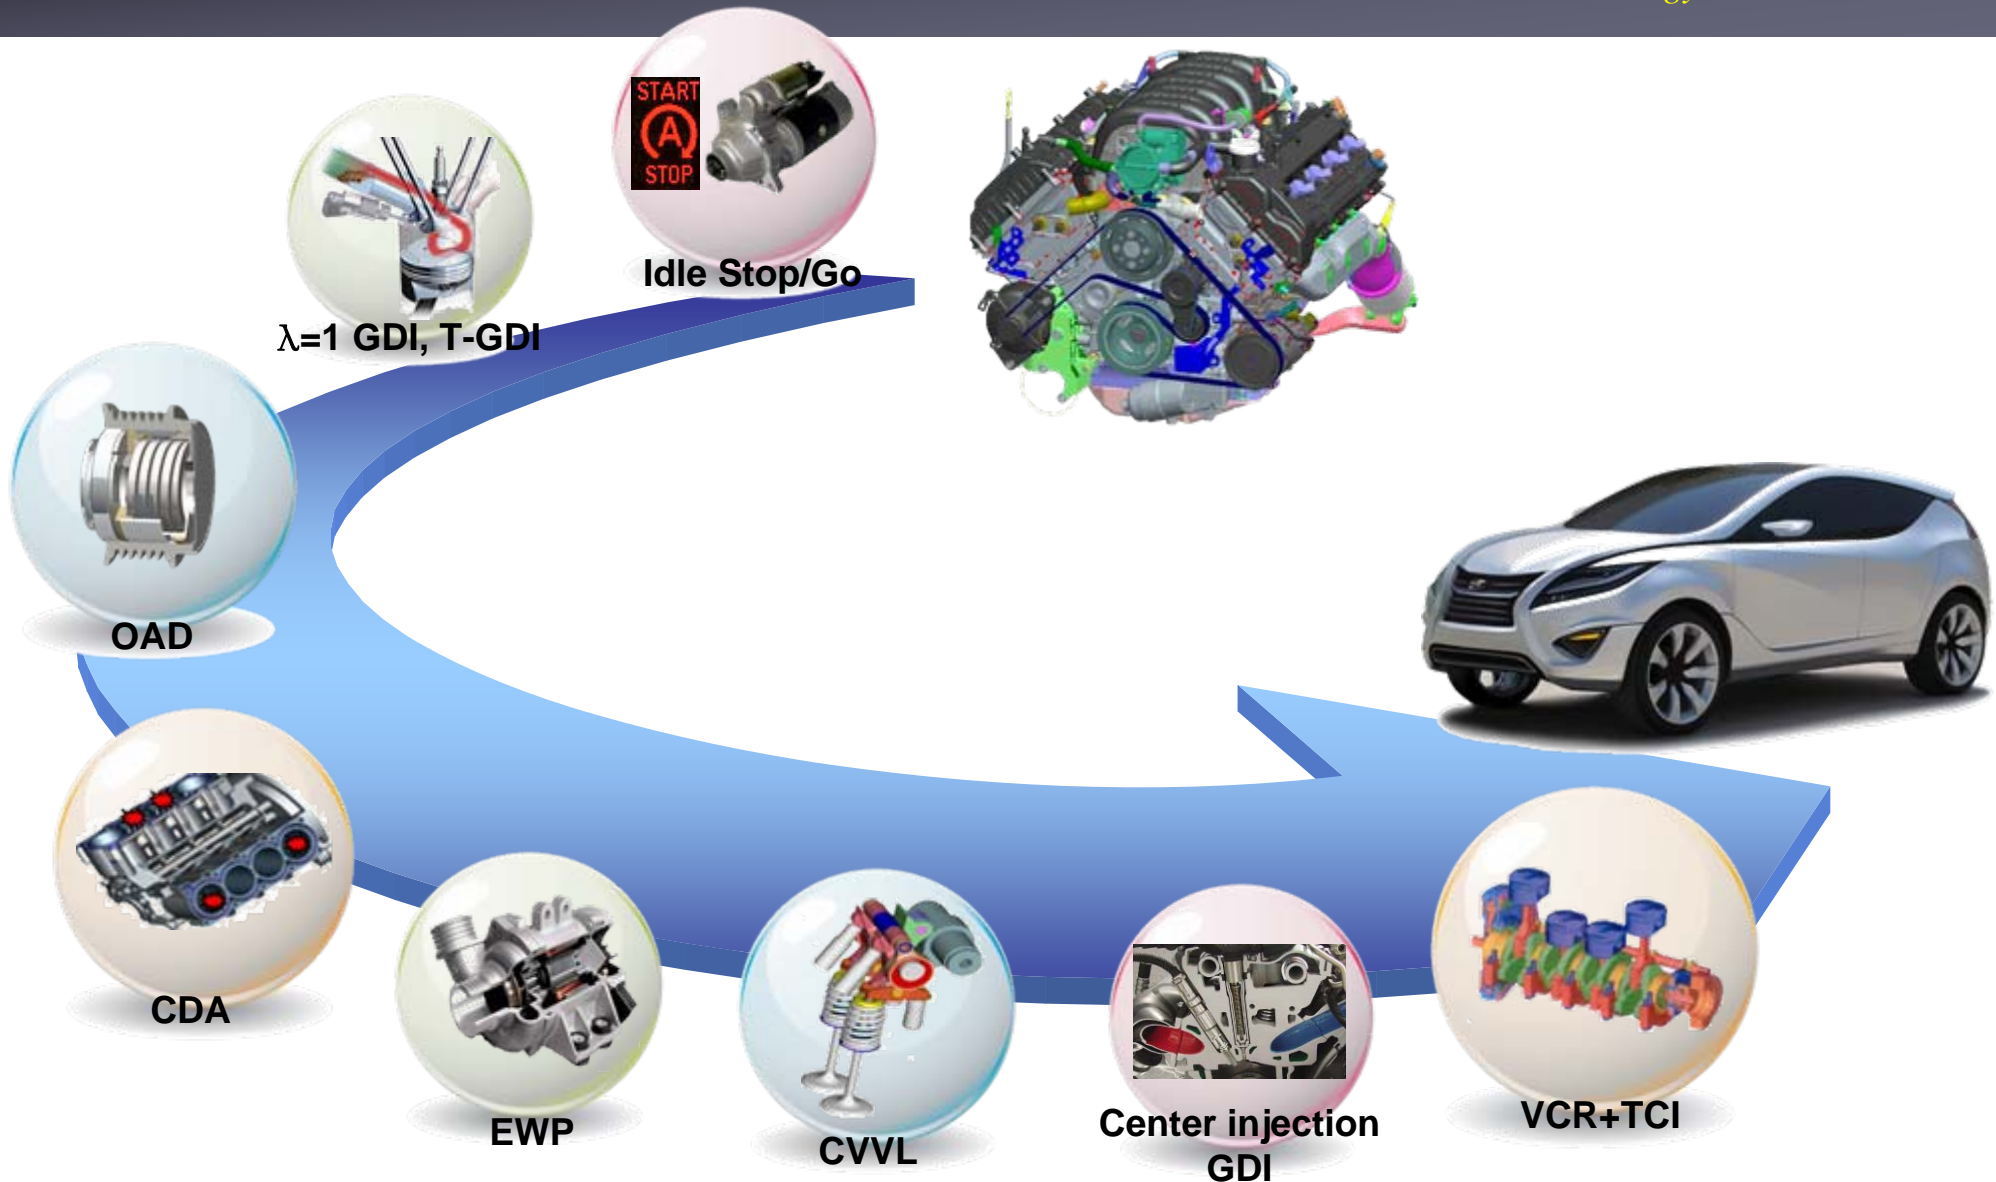 START
A
STOP
Idle Stop/Go
λ=1 GDI, T-GDI
OAD
CDA
EWP
CVVL
Center injection
GDI
VCR+TCI